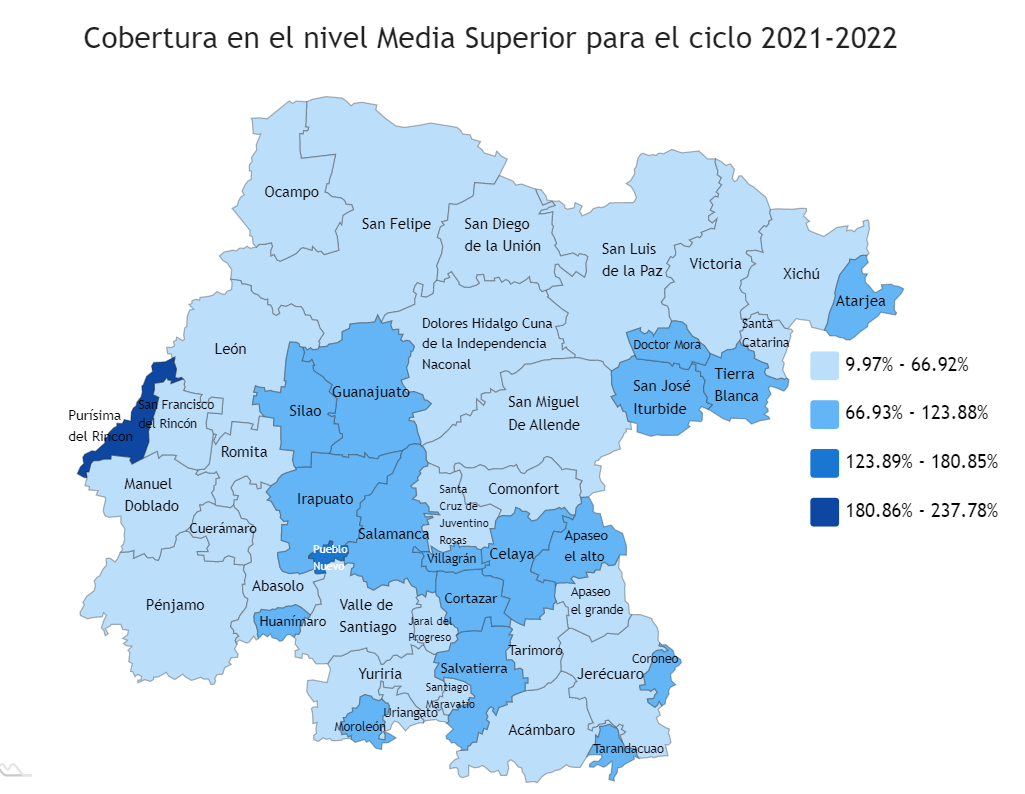 Cobertura en el nivel Media Superior para el ciclo 2021-2022
Ocampo
San Felipe
San Diego
de la Unión
San Luis
de la Paz
Victoria
Xichú
Atarjea
Santa
Catarina
Dolores Hidalgo Cuna
de la Independencia
Naconal
León
Doctor Mora
Tierra
Blanca
San José
Iturbide
Guanajuato
Silao
San Miguel
De Allende
San Francisco
del Rincón
Purísima
del Rincon
Romita
Manuel
Doblado
Irapuato
Santa
Cruz de
Juventino
Rosas
Comonfort
Cuerámaro
Salamanca
Pueblo
Nuevo
Villagrán
Celaya
Apaseo
el alto
Abasolo
Pénjamo
Huanímaro
Valle de
Santiago
Cortazar
Apaseo
el grande
Jaral del
Progreso
Tarimoro
Salvatierra
Jerécuaro
Coroneo
Yuriria
Santiago
Maravatío
Uriangato
Moroleón
Acámbaro
Tarandacuao
9.97% - 66.92%
66.93% - 123.88%
123.89% - 180.85%
180.86% - 237.78%